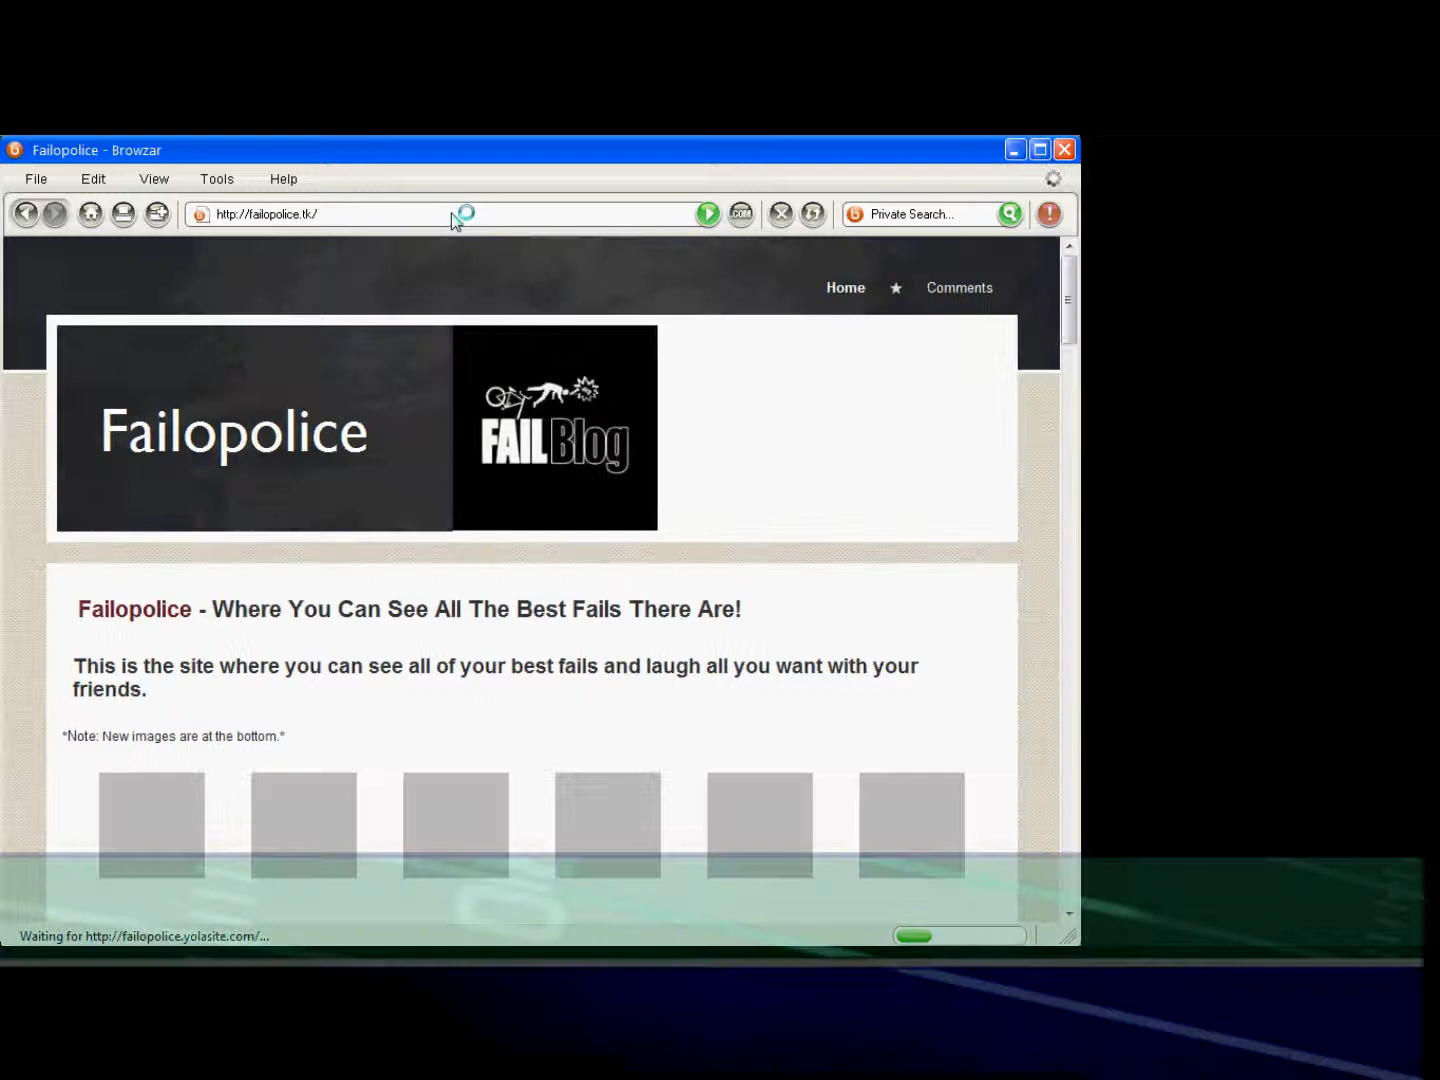 Failopolice - Browzar
File Edit View Tools Help
http://failopolice.tk/ .COM Private Search...
Home ★ Comments
Failopolice
FAIL Blog
Failopolice - Where You Can See All The Best Fails There Are!
This is the site where you can see all of your best fails and laugh all you want with your
friends.
*Note: New images are at the bottom.*
Waiting for http://failopolice.yolasite.com/...